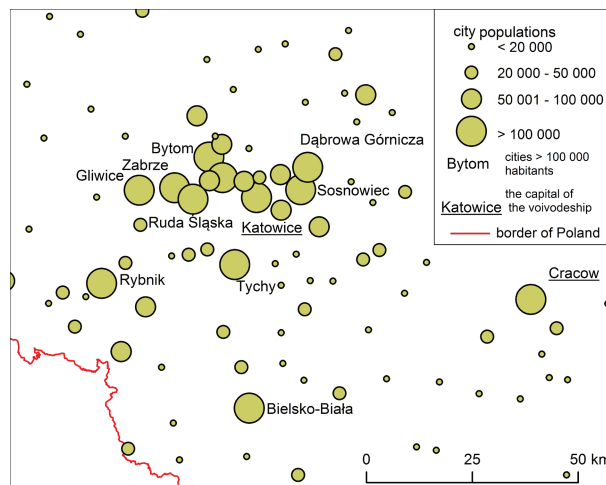 city populations
< 20 000
20 000 - 50 000
50 001 - 100 000
> 100 000
Bytom
cities > 100 000
habitants
Katowice
the capital of
the voivodeship
border of Poland
Dąbrowa Górnicza
Bytom
Zabrze
Gliwice
Sosnowiec
Ruda Śląska
Katowice
Rybnik
Tychy
Cracow
Bielsko-Biała
0
25
50 km